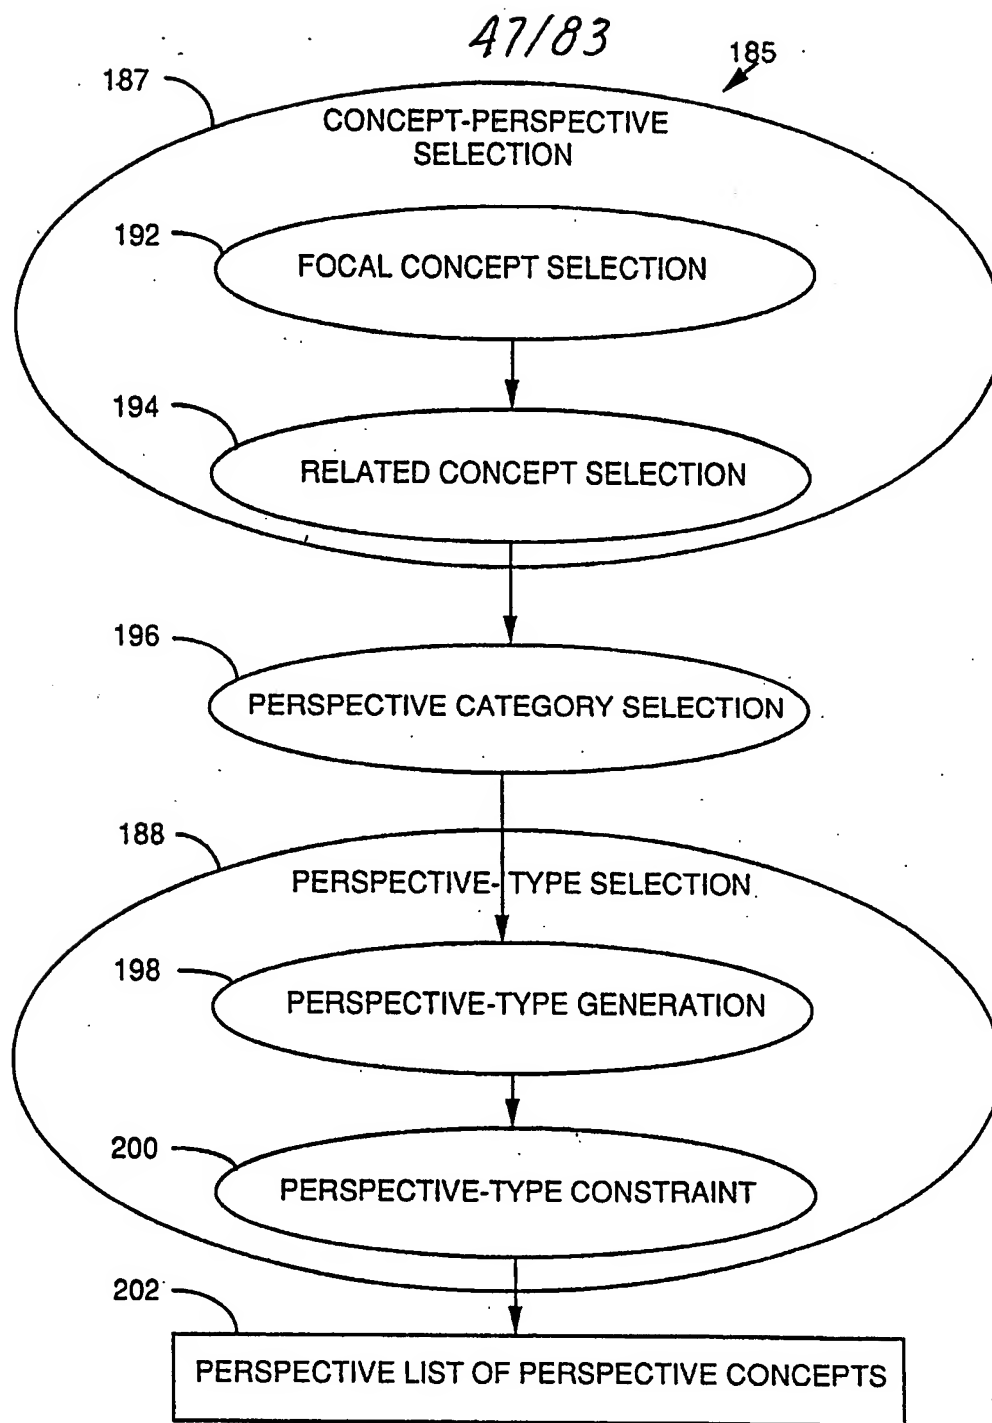 47/83
185
187
CONCEPT-PERSPECTIVE
SELECTION
192
FOCAL CONCEPT SELECTION
194
RELATED CONCEPT SELECTION
196
PERSPECTIVE CATEGORY SELECTION
188
PERSPECTIVE-TYPE SELECTION
198
PERSPECTIVE-TYPE GENERATION
200
PERSPECTIVE-TYPE CONSTRAINT
202
PERSPECTIVE LIST OF PERSPECTIVE CONCEPTS